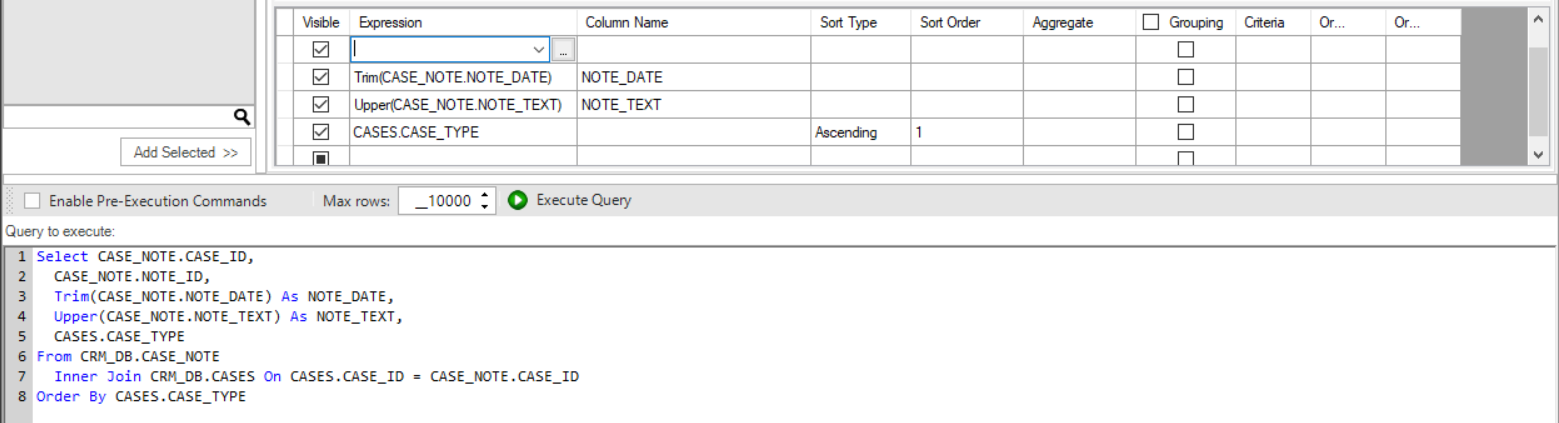 Visible Expression Column Name Sort Type Sort Order Aggregate Grouping Criteria Or... Or...
...
Trim(CASE_NOTE.NOTE_DATE) NOTE_DATE
Upper(CASE_NOTE.NOTE_TEXT) NOTE_TEXT
CASES.CASE_TYPE Ascending 1
Add Selected >>
Enable Pre-Execution Commands Max rows: __10000 Execute Query
Query to execute:
1 Select CASE_NOTE.CASE_ID,
2 CASE_NOTE.NOTE_ID,
3 Trim(CASE_NOTE.NOTE_DATE) As NOTE_DATE,
4 Upper(CASE_NOTE.NOTE_TEXT) As NOTE_TEXT,
5 CASES.CASE_TYPE
6 From CRM_DB.CASE_NOTE
7 Inner Join CRM_DB.CASES On CASES.CASE_ID = CASE_NOTE.CASE_ID
8 Order By CASES.CASE_TYPE